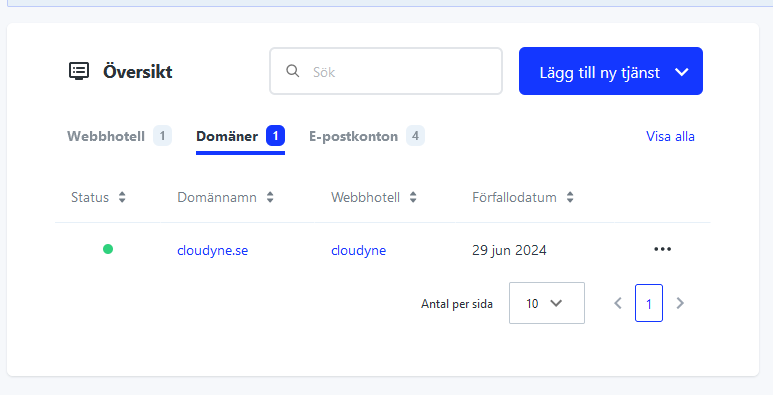 Översikt
Sök
Lägg till ny tjänst
Webbhotell 1 Domäner 1 E-postkonton 4 Visa alla
Status Domännamn Webbhotell Förfallodatum
cloudyne.se cloudyne 29 jun 2024
Antal per sida 10 1